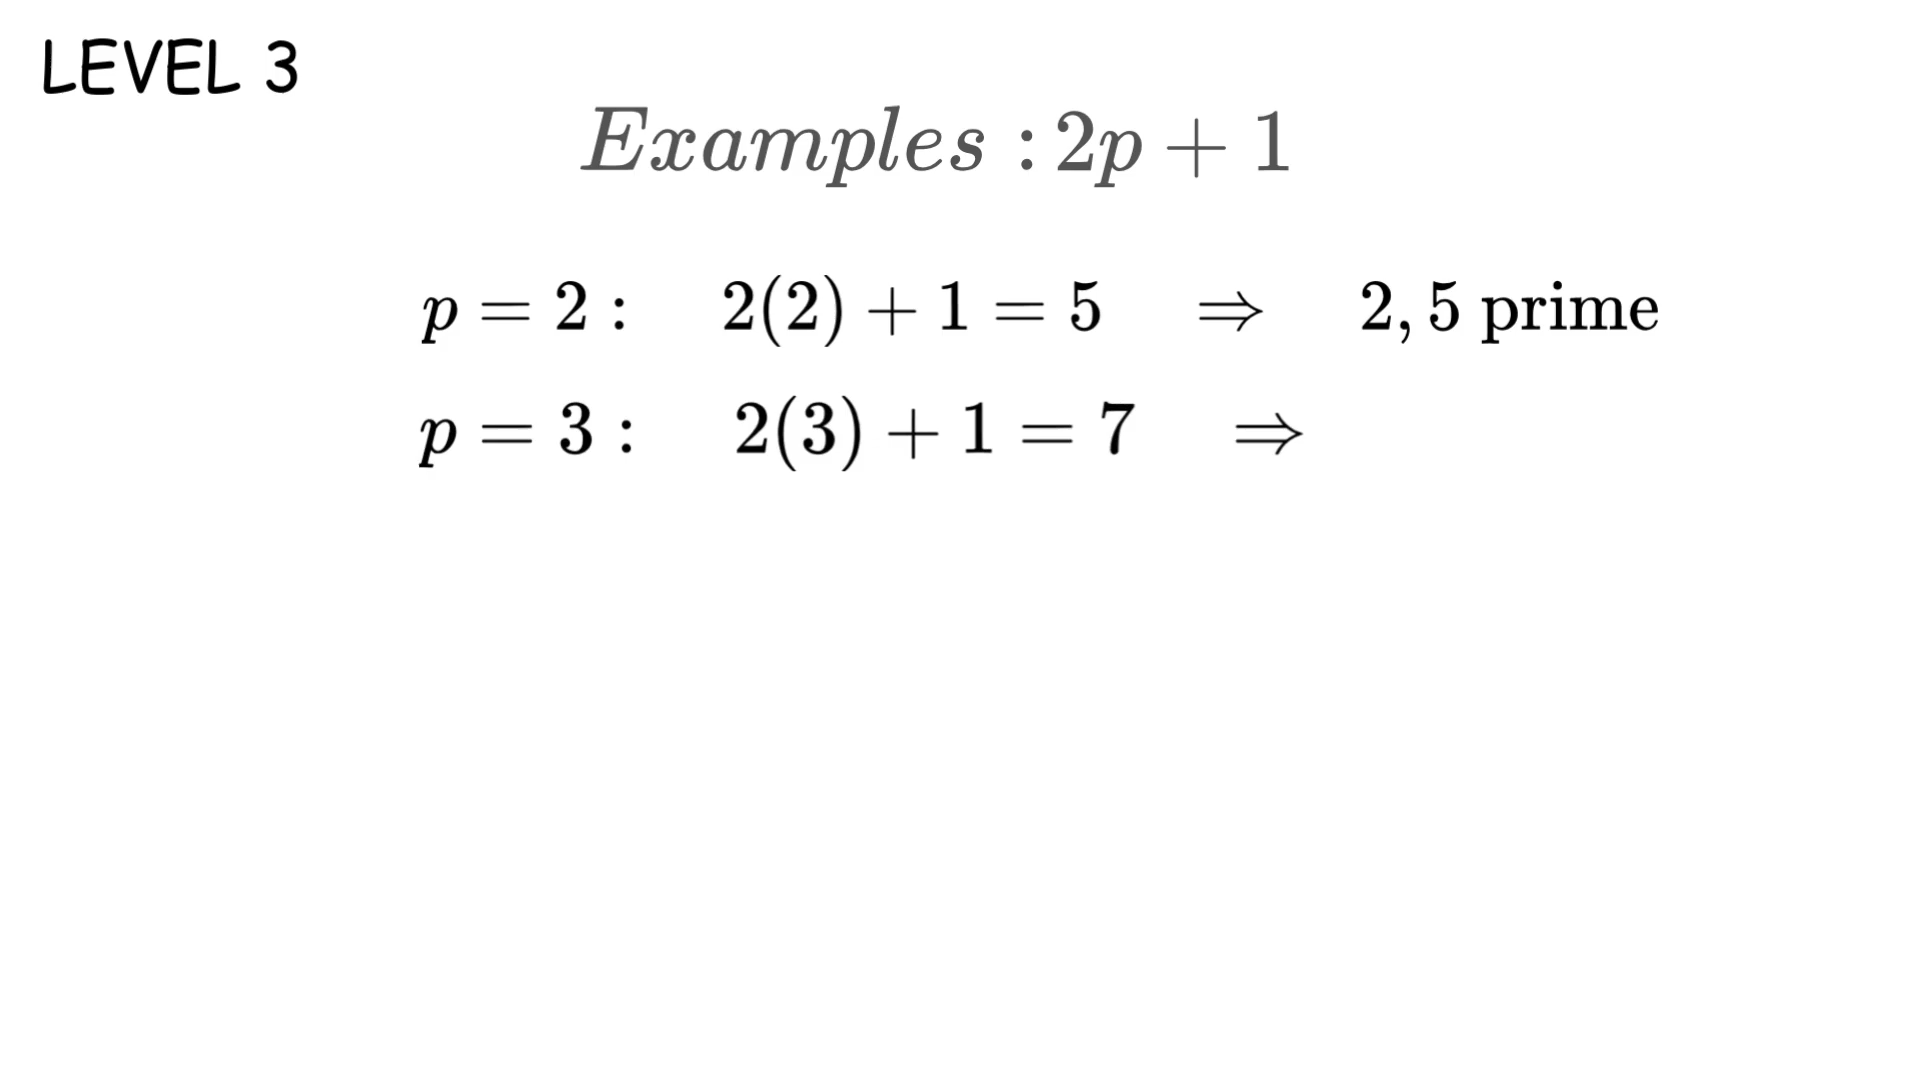 LEVEL 3
Examples : 2p + 1
p = 2 : 2(2) + 1 = 5 ⇒ 2, 5 prime
p = 3 : 2(3) + 1 = 7 ⇒